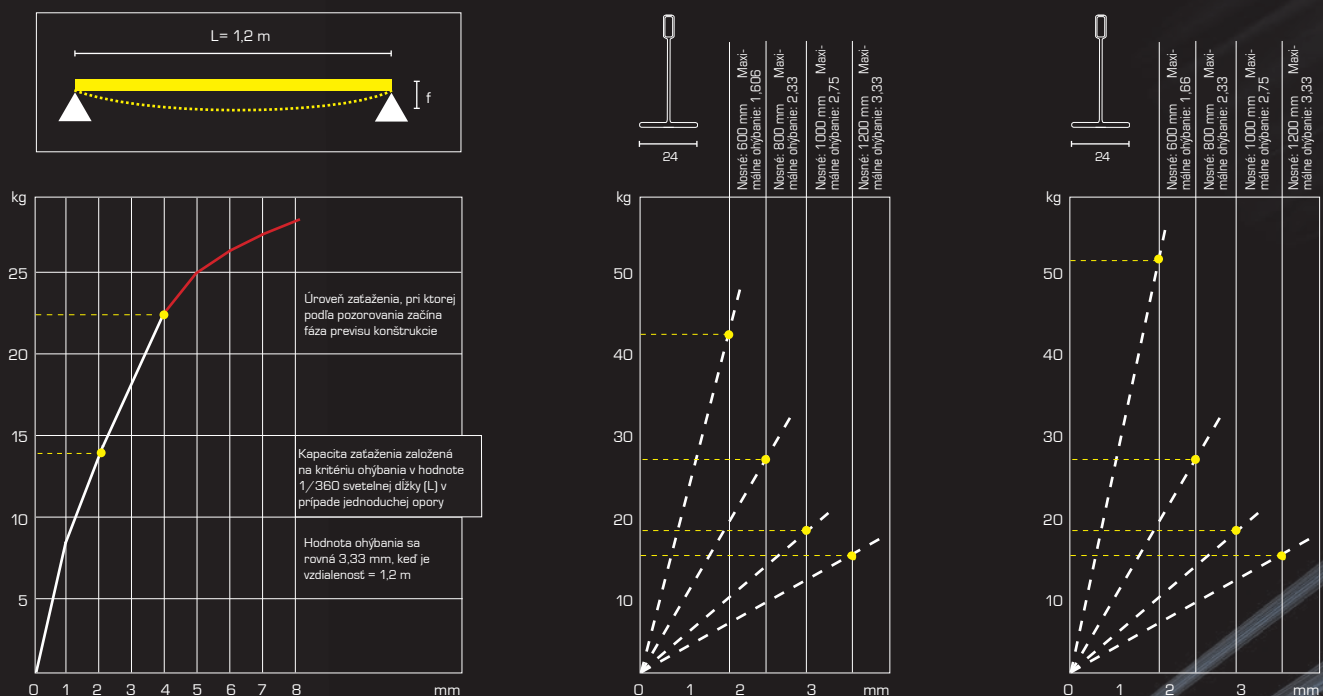 L= 1,2 m
f
kg
25
20
15
10
5
0 1 2 3 4 5 6 7 8 mm
Úroveň zaťaženia, pri ktorej
podľa pozorovania začína
fáza previsu konštrukcie
Kapacita zaťaženia založená
na kritériu ohýbania v hodnote
1/360 svetelnej dĺžky (L) v
prípade jednoduchej opory
Hodnota ohýbania sa
rovná 3,33 mm, keď je
vzdialenosť = 1,2 m
24
Nosné: 600 mm Maxi-
málne ohýbanie: 1,606
Nosné: 800 mm Maxi-
málne ohýbanie: 2,33
Nosné: 1000 mm Maxi-
málne ohýbanie: 2,75
Nosné: 1200 mm Maxi-
málne ohýbanie: 3,33
kg
50
40
30
20
10
0 1 2 3 mm
24
Nosné: 600 mm Maxi-
málne ohýbanie: 1,66
Nosné: 800 mm Maxi-
málne ohýbanie: 2,33
Nosné: 1000 mm Maxi-
málne ohýbanie: 2,75
Nosné: 1200 mm Maxi-
málne ohýbanie: 3,33
kg
50
40
30
20
10
0 1 2 3 mm